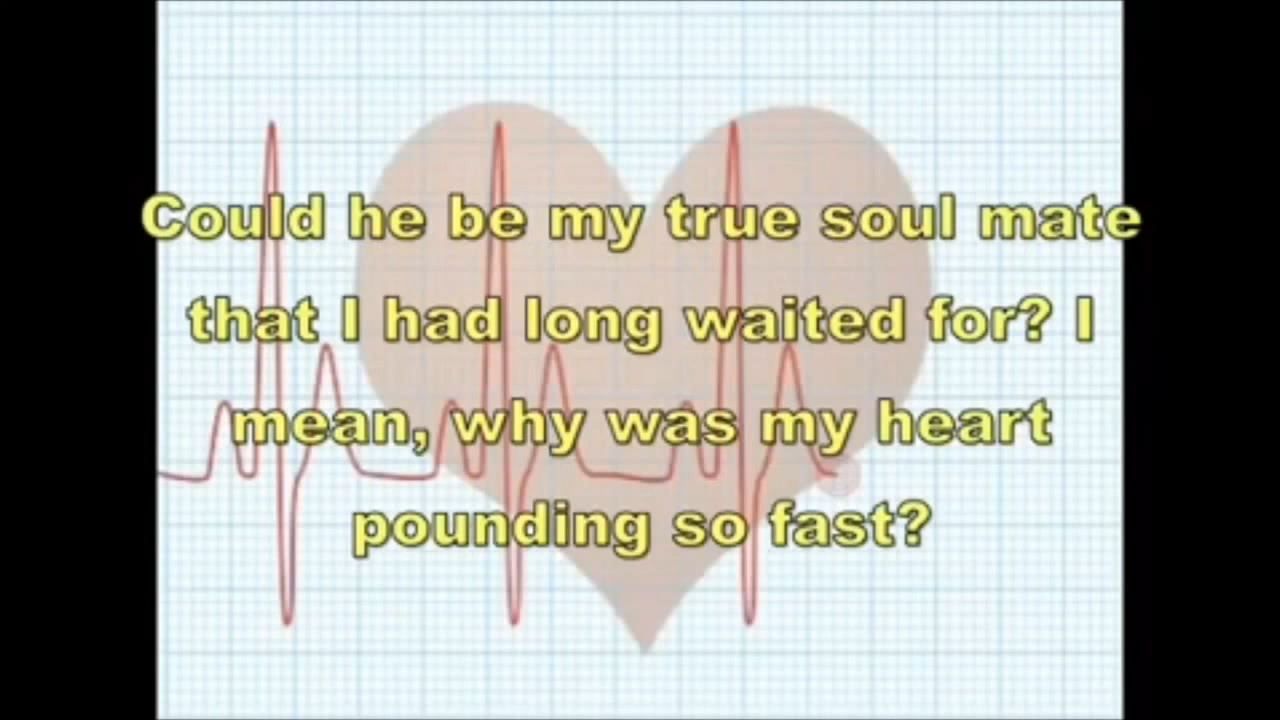 Could he be my true soul mate
that I had long waited for? I
mean, why was my heart
pounding so fast?